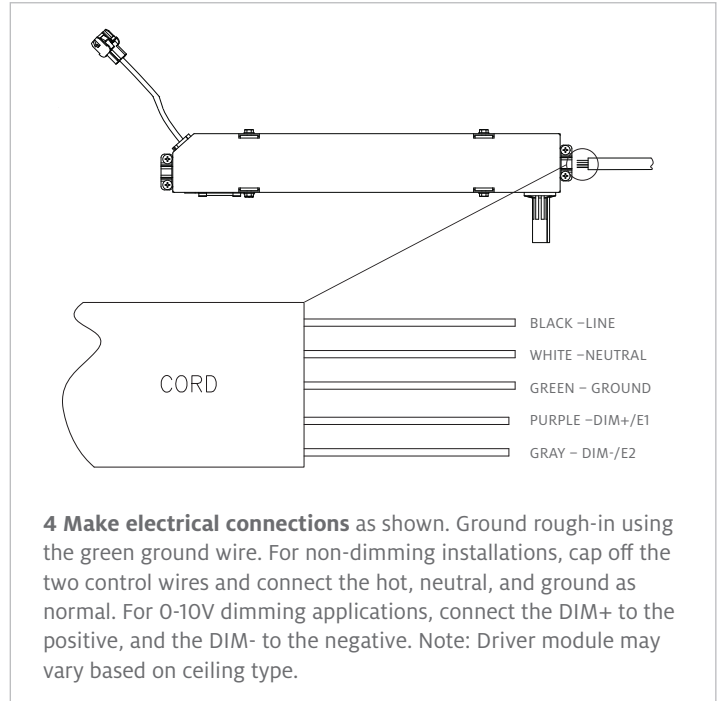 BLACK –LINE
WHITE –NEUTRAL
GREEN – GROUND
PURPLE –DIM+/E1
GRAY – DIM-/E2
CORD
4 Make electrical connections as shown. Ground rough-in using
the green ground wire. For non-dimming installations, cap off the
two control wires and connect the hot, neutral, and ground as
normal. For 0-10V dimming applications, connect the DIM+ to the
positive, and the DIM- to the negative. Note: Driver module may
vary based on ceiling type.